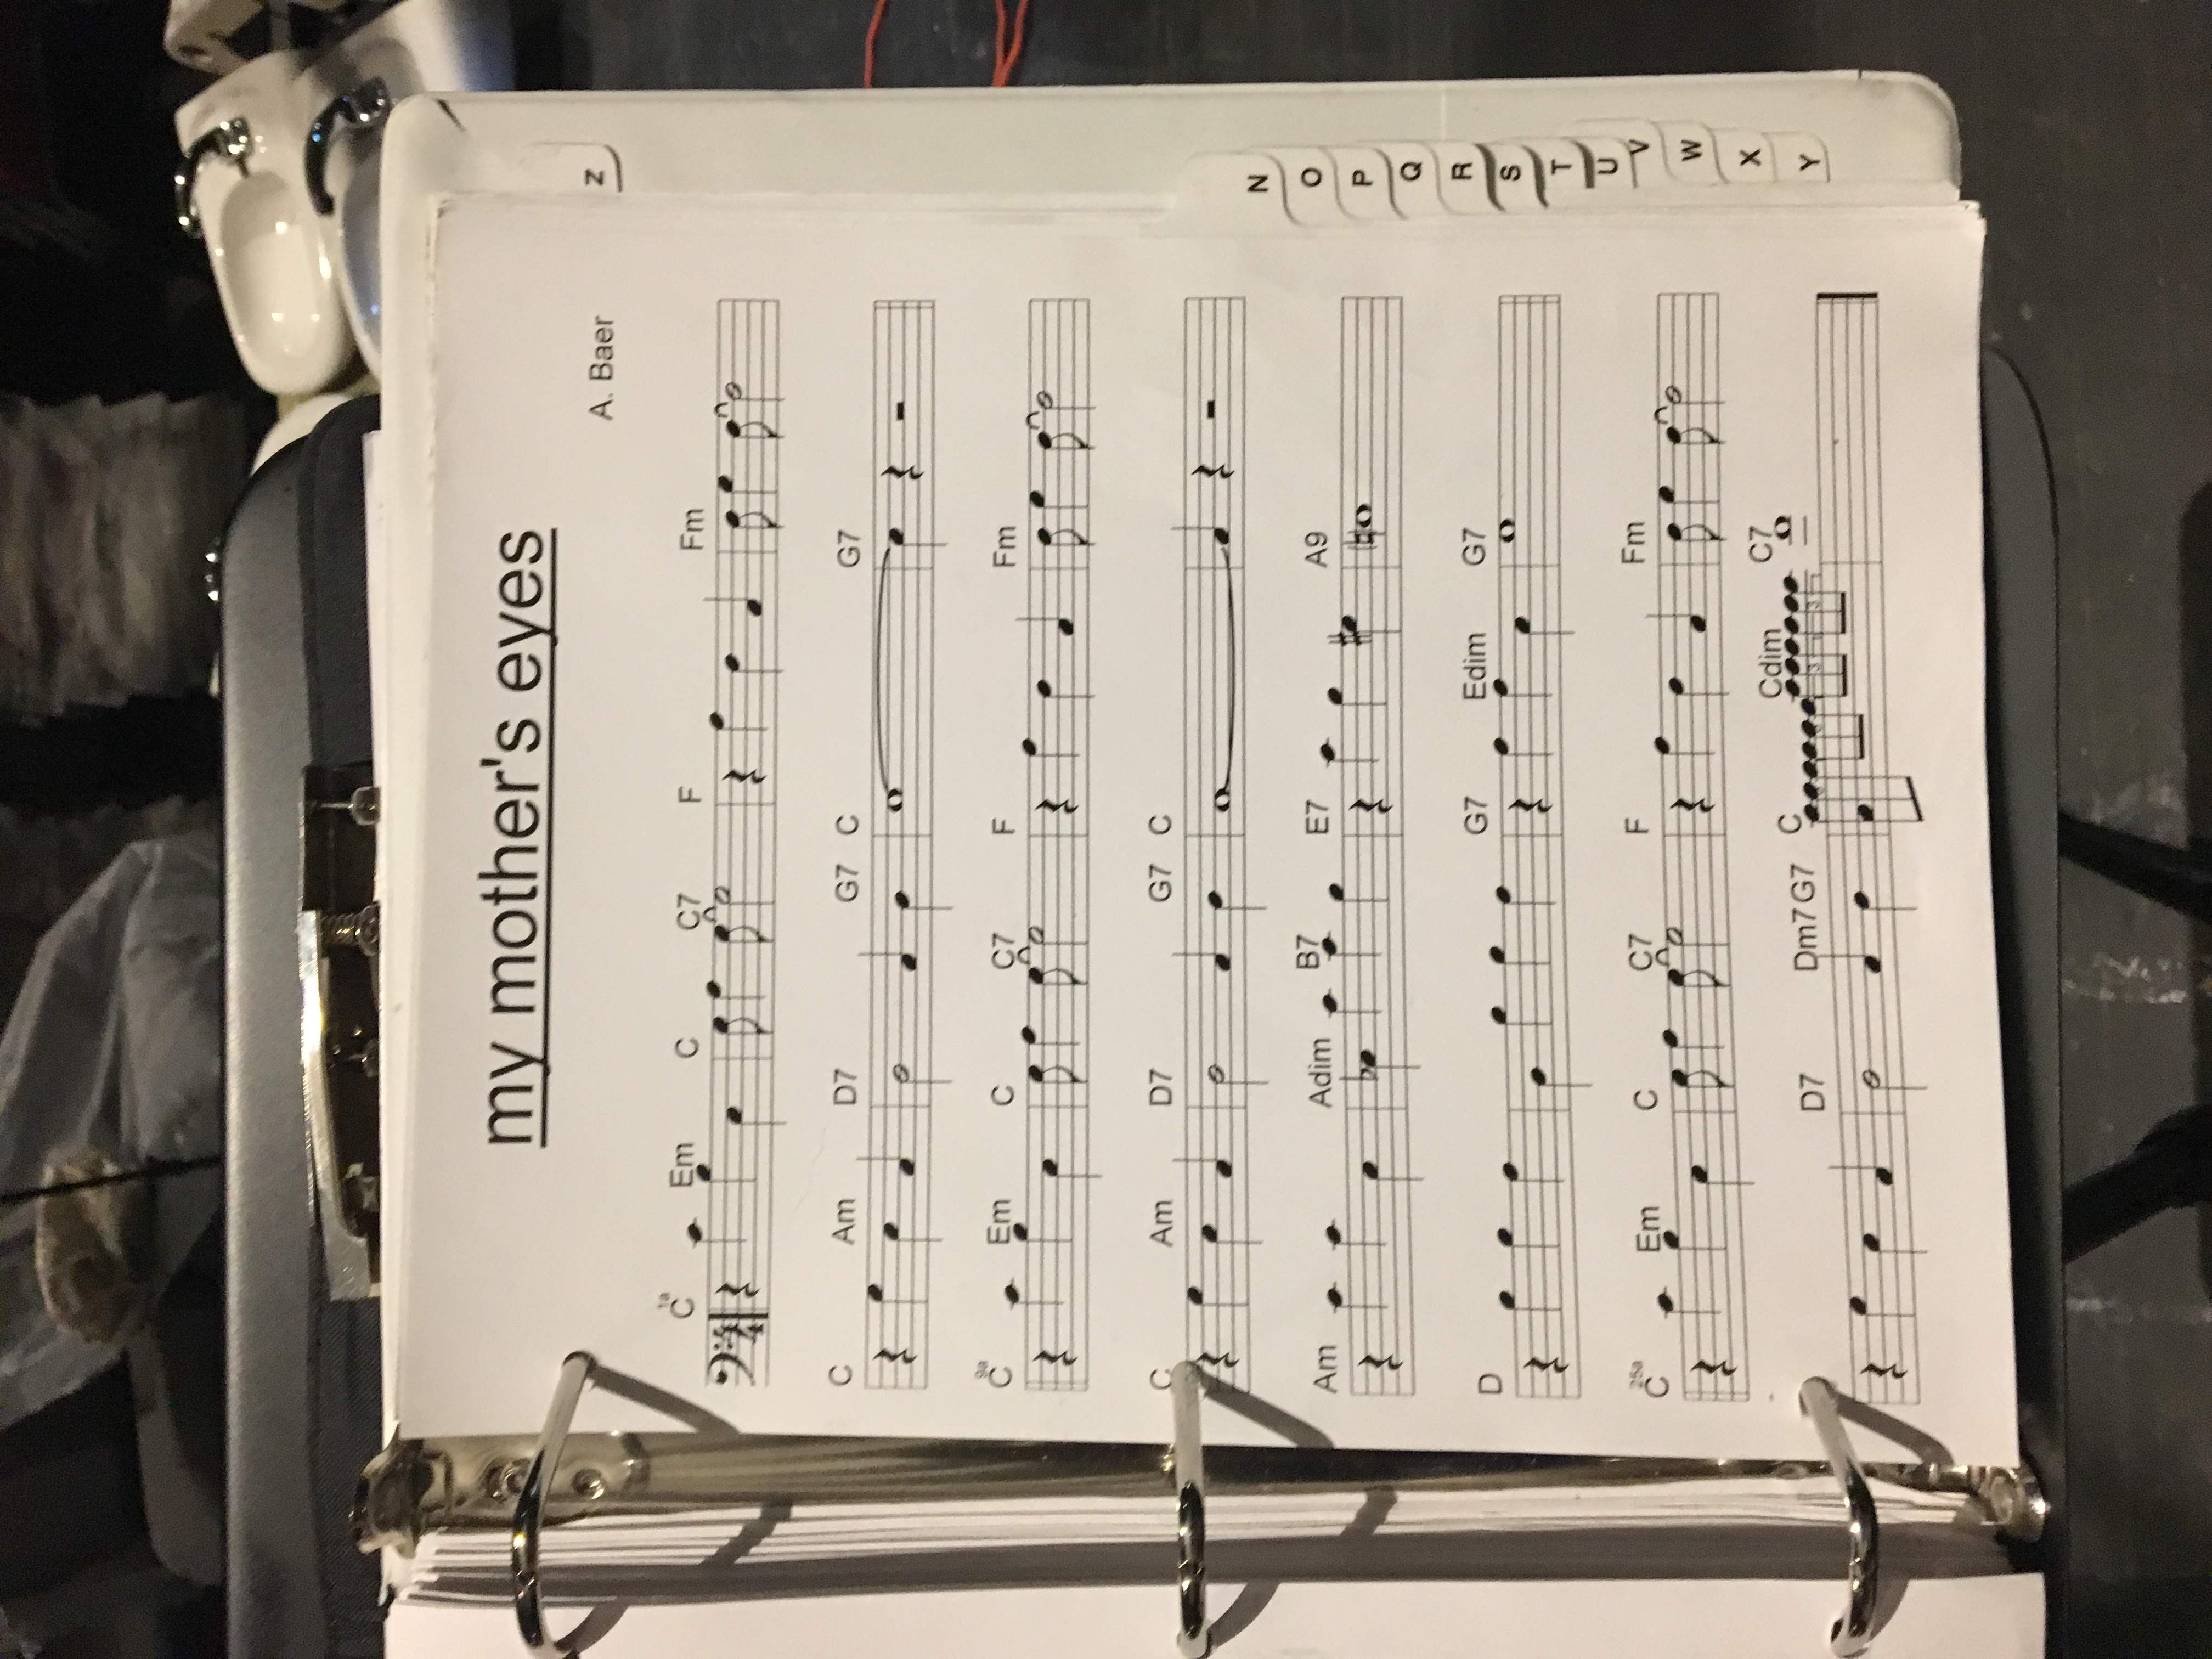 my mother's eyes
A. Baer
1a
C Em C C7 F Fm
4
4
C Am D7 G7 C G7
9a
C Em C C7 F Fm
C Am D7 G7 C
Am Adim B7 E7 A9
D G7 Edim G7
25a
C Em C C7 F Fm
D7 Dm7 G7 C Cdim C7
3 3
Z
N
O
P
Q
R
S
T
U
V
W
X
Y